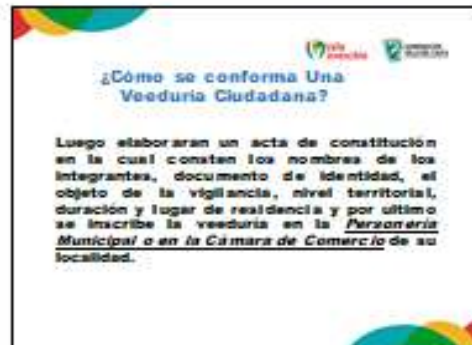 ¿Cómo se conforma Una
Veeduría Ciudadana?
Luego elaboraran un acta de constitución
en la cual consten los nombres de los
integrantes, documento de identidad, el
objeto de la vigilancia, nivel territorial,
duración y lugar de residencia y por ultimo
se inscribe la veeduría en la Personería
Municipal o en la Cámara de Comercio de su
localidad.